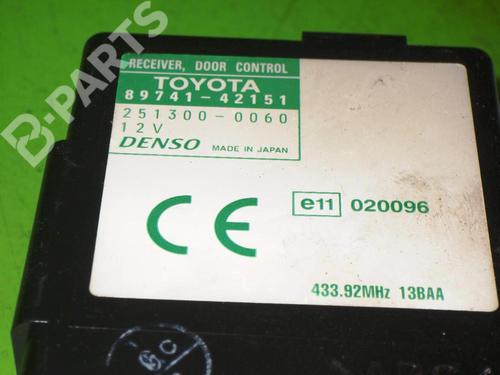 B-PARTS
RECEIVER, DOOR CONTROL
TOYOTA
89741-42151
251300-0060
12V
DENSO MADE IN JAPAN
CE
e11 020096
433.92MHz 13BAA